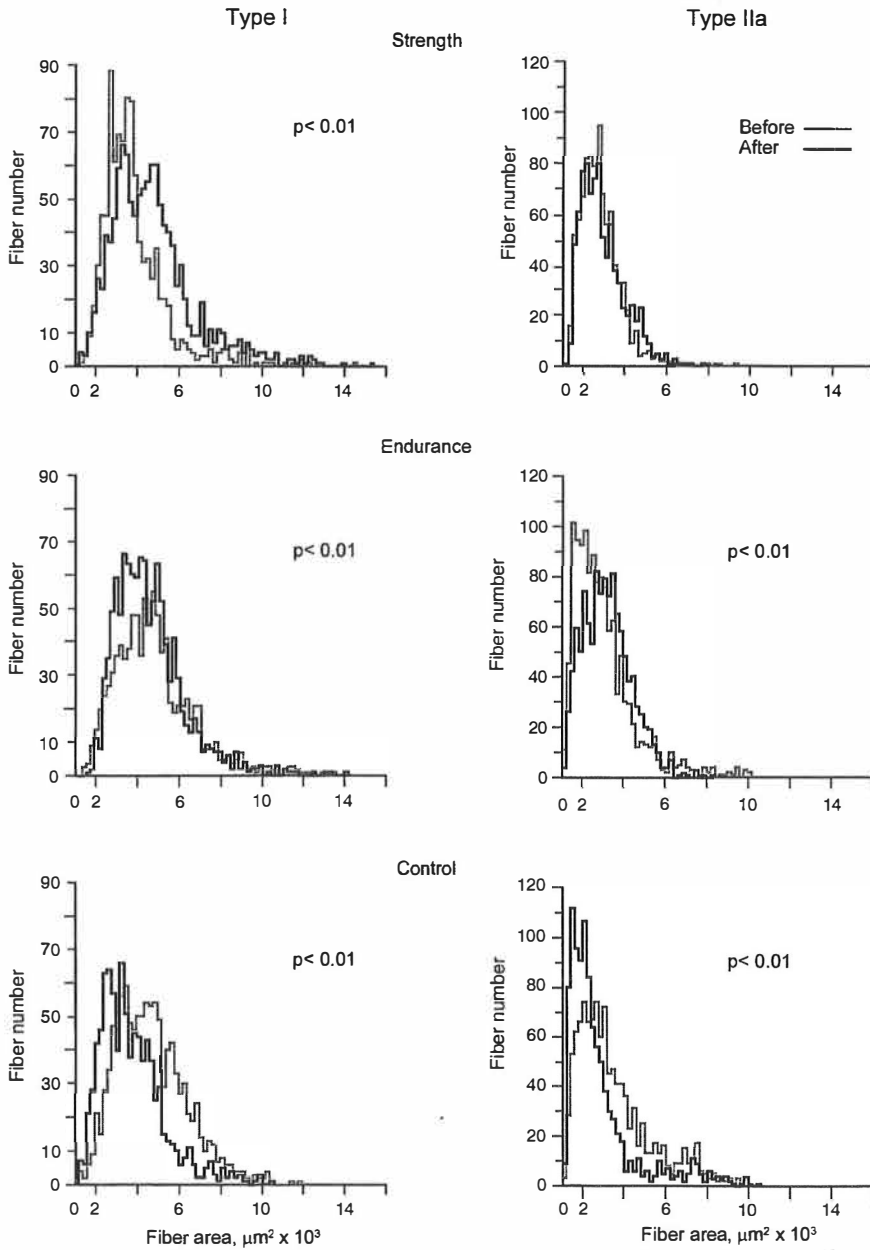 Type I
Type IIa
Strength
90
70
50
30
10
0
Fiber number
p< 0.01
0 2 6 10 14
120
100
80
60
40
20
0
Fiber number
Before
After
0 2 6 10 14
Endurance
90
70
50
30
10
0
Fiber number
p< 0.01
0 2 6 10 14
120
100
80
60
40
20
0
Fiber number
p< 0.01
0 2 6 10 14
Control
90
70
50
30
10
0
Fiber number
p< 0.01
0 2 6 10 14
Fiber area, μm² x 10³
120
100
80
60
40
20
0
Fiber number
p< 0.01
0 2 6 10 14
Fiber area, μm² x 10³